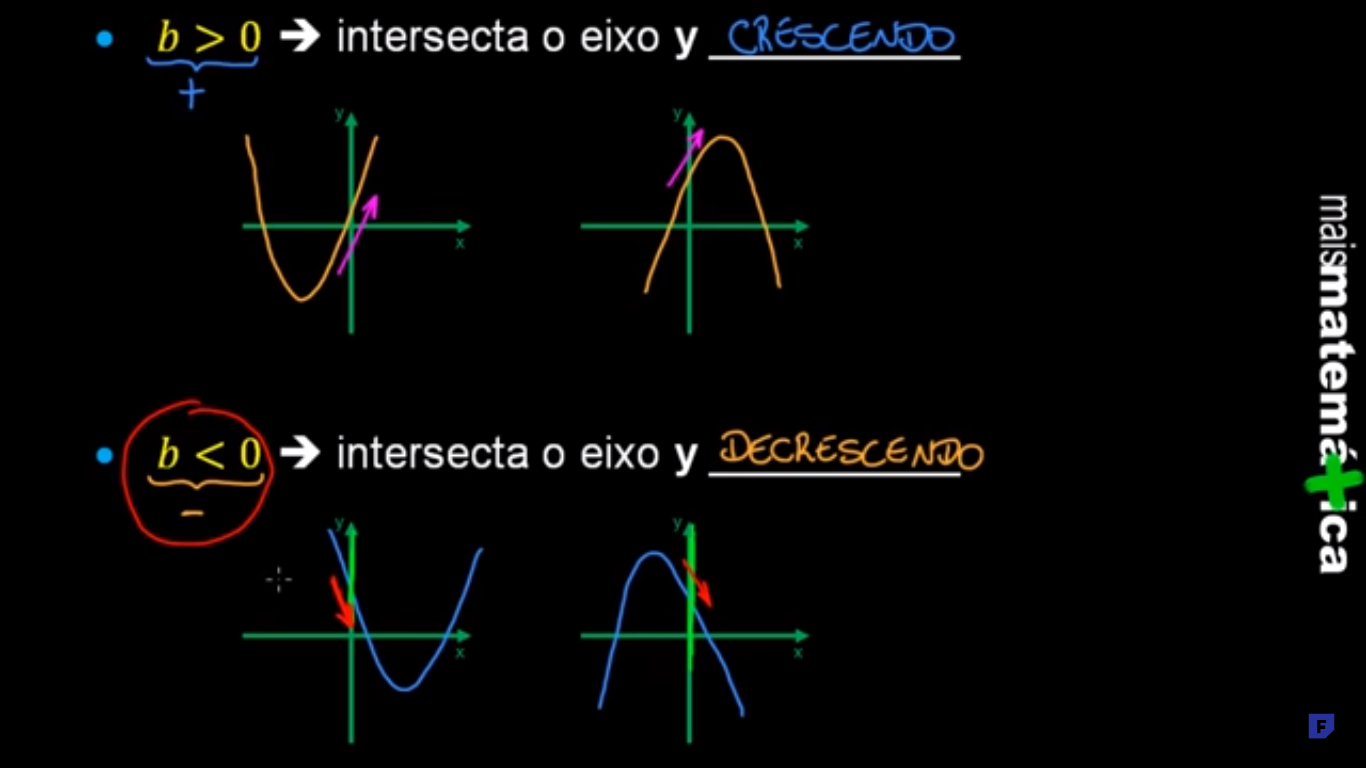 b > 0 → intersecta o eixo y CRESCENDO
+
y
x
y
x
b < 0 → intersecta o eixo y DECRESCENDO
−
y
x
y
x
maismatemática
F